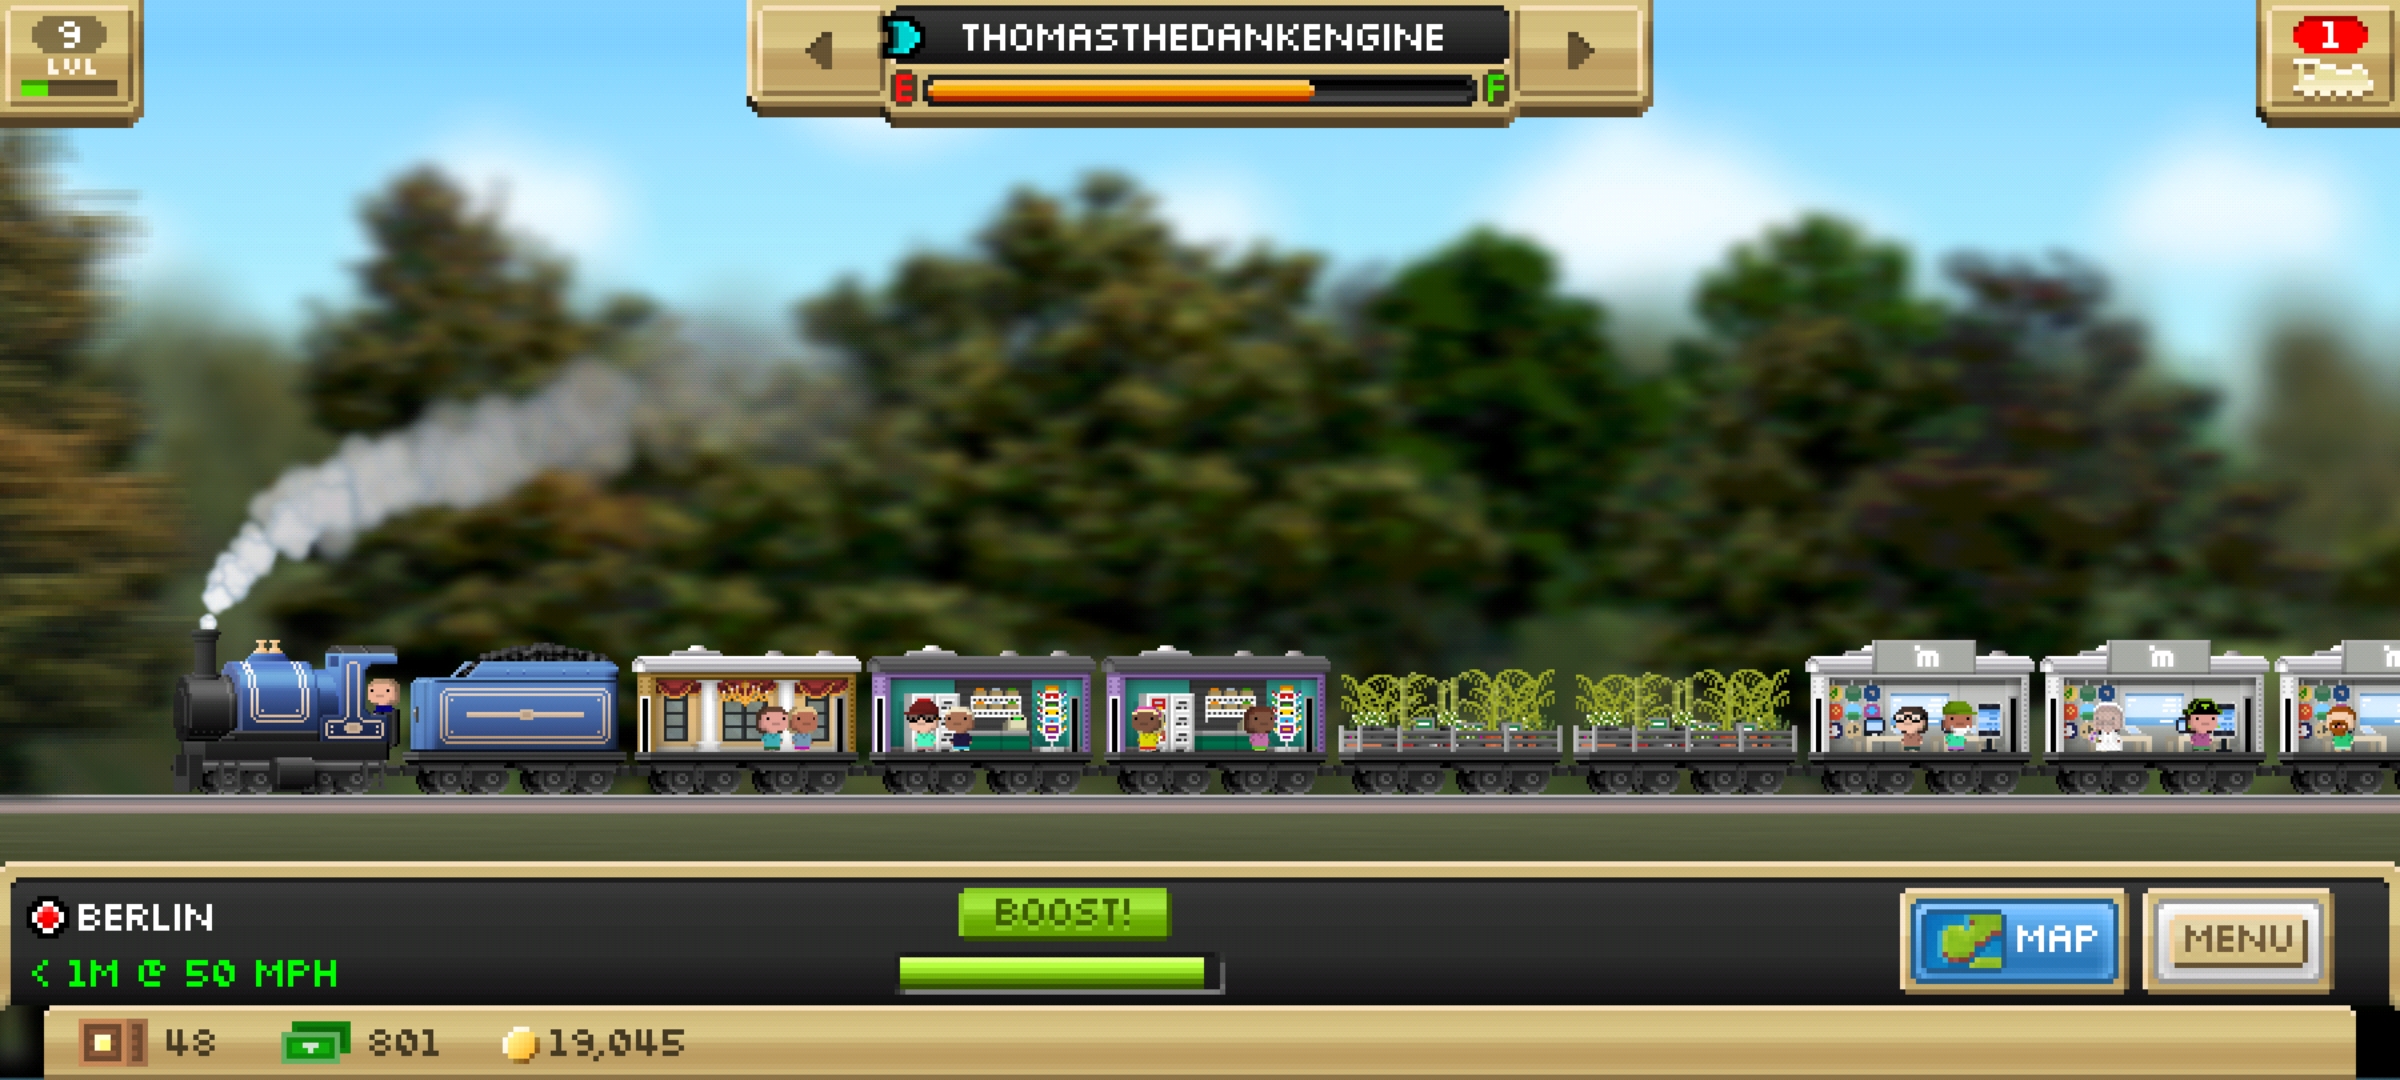 9
LVL
THOMASTHEDANKENGINE
E
F
1
m
m
BERLIN
< 1M @ 50 MPH
BOOST!
MAP
MENU
48
801
19,045